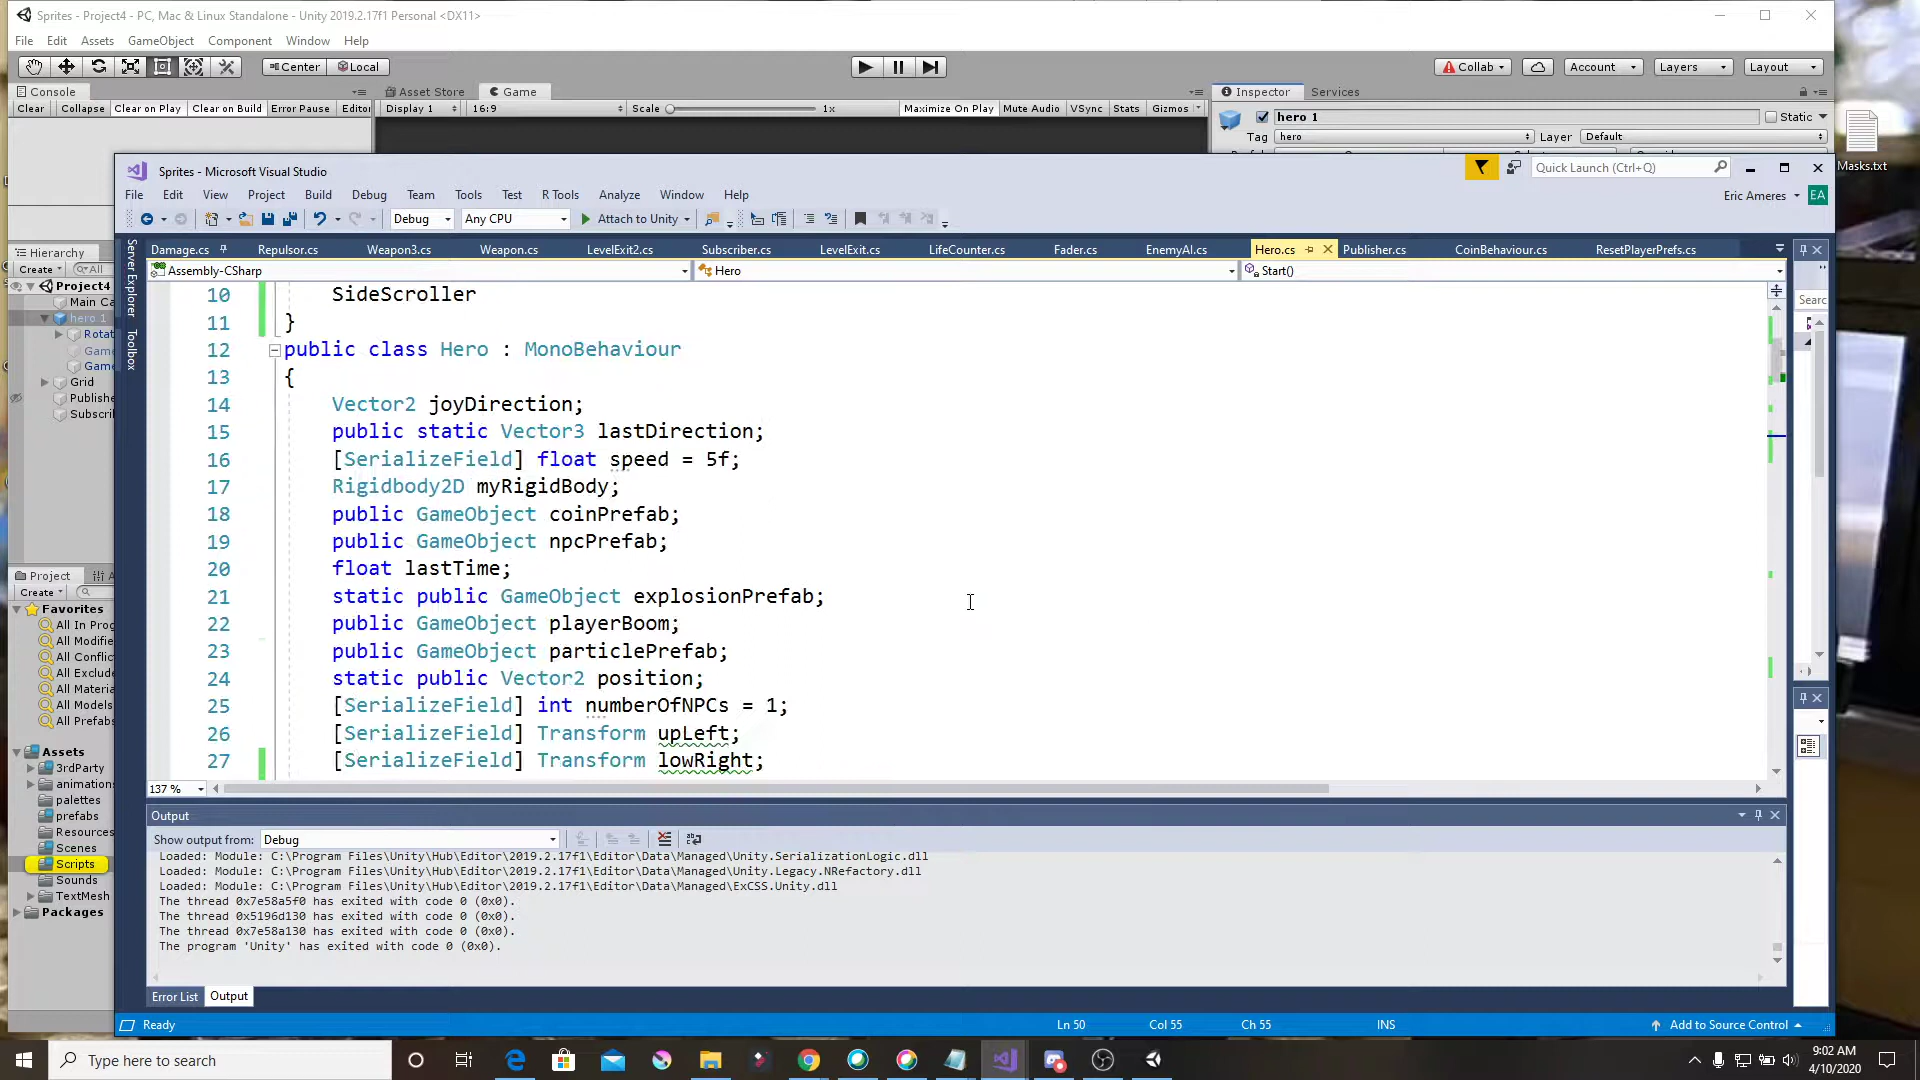 Sprites - Project4 - PC, Mac & Linux Standalone - Unity 2019.2.17f1 Personal <DX11>
File Edit Assets GameObject Component Window Help
Center Local Collab Account Layers Layout
Console Asset Store Game Inspector Services
Clear Collapse Clear on Play Clear on Build Error Pause Editor Display 1 16:9 Scale 1x Maximize On Play Mute Audio VSync Stats Gizmos
hero 1 Static
Tag hero Layer Default
Masks.txt
Sprites - Microsoft Visual Studio
Quick Launch (Ctrl+Q)
File Edit View Project Build Debug Team Tools Test R Tools Analyze Window Help
Eric Ameres EA
Debug Any CPU Attach to Unity
Damage.cs Repulsor.cs Weapon3.cs Weapon.cs LevelExit2.cs Subscriber.cs LevelExit.cs LifeCounter.cs Fader.cs EnemyAI.cs Hero.cs Publisher.cs CoinBehaviour.cs ResetPlayerPrefs.cs
Assembly-CSharp Hero Start()
Server Explorer
Toolbox
Searc
Hierarchy
Create All
Project4
Main Ca
hero 1
Rotat
Game
Game
Grid
Publishe
Subscri
10 SideScroller
11 }
12 public class Hero : MonoBehaviour
13 {
14 Vector2 joyDirection;
15 public static Vector3 lastDirection;
16 [SerializeField] float speed = 5f;
17 Rigidbody2D myRigidBody;
18 public GameObject coinPrefab;
19 public GameObject npcPrefab;
20 float lastTime;
21 static public GameObject explosionPrefab;
22 public GameObject playerBoom;
23 public GameObject particlePrefab;
24 static public Vector2 position;
25 [SerializeField] int numberOfNPCs = 1;
26 [SerializeField] Transform upLeft;
27 [SerializeField] Transform lowRight;
137 %
Project
Create
Favorites
All In Prog
All Modifie
All Conflic
All Exclude
All Materia
All Models
All Prefabs
Assets
3rdParty
animation
palettes
prefabs
Resources
Scenes
Scripts
Sounds
TextMesh
Packages
Output
Show output from: Debug
Loaded: Module: C:\Program Files\Unity\Hub\Editor\2019.2.17f1\Editor\Data\Managed\Unity.SerializationLogic.dll
Loaded: Module: C:\Program Files\Unity\Hub\Editor\2019.2.17f1\Editor\Data\Managed\Unity.Legacy.NRefactory.dll
Loaded: Module: C:\Program Files\Unity\Hub\Editor\2019.2.17f1\Editor\Data\Managed\ExCSS.Unity.dll
The thread 0x7e58a5f0 has exited with code 0 (0x0).
The thread 0x5196d130 has exited with code 0 (0x0).
The thread 0x7e58a130 has exited with code 0 (0x0).
The program 'Unity' has exited with code 0 (0x0).
Error List Output
Ready Ln 50 Col 55 Ch 55 INS Add to Source Control
Type here to search
9:02 AM
4/10/2020